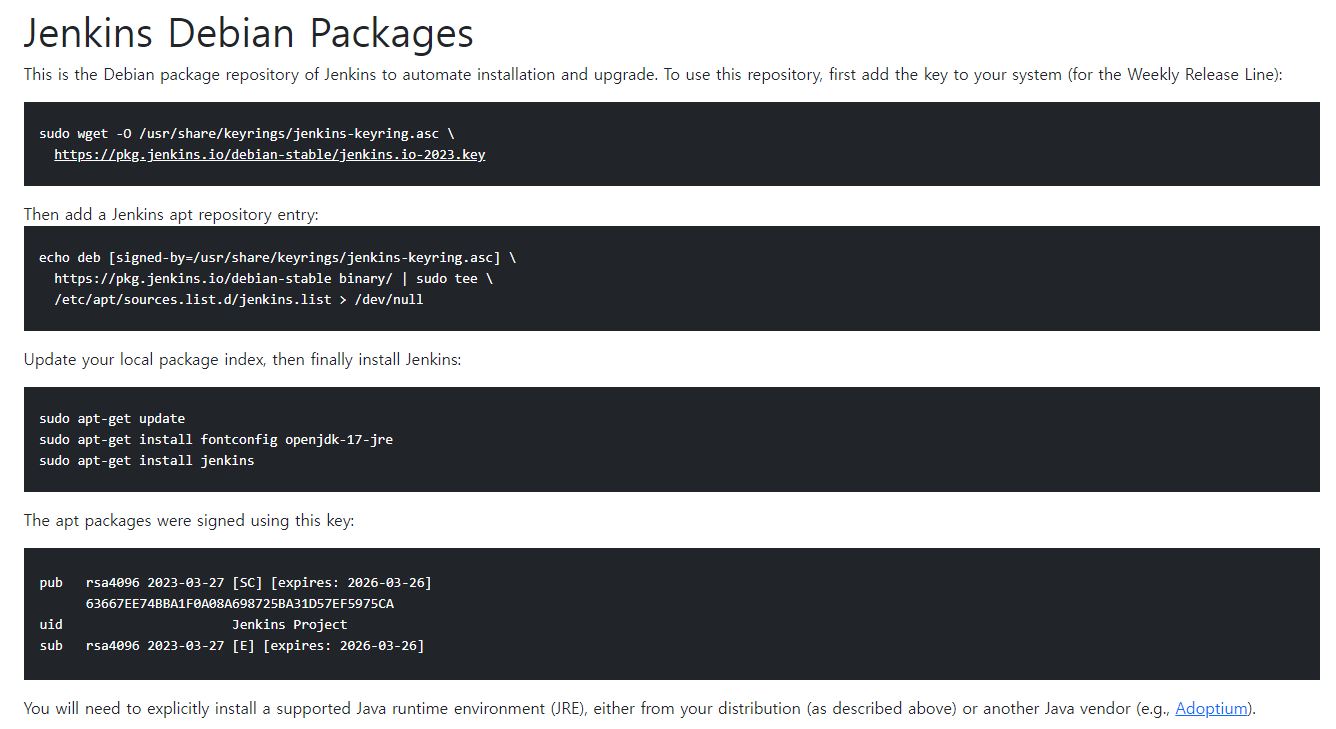 Jenkins Debian Packages
This is the Debian package repository of Jenkins to automate installation and upgrade. To use this repository, first add the key to your system (for the Weekly Release Line):
sudo wget -O /usr/share/keyrings/jenkins-keyring.asc \
https://pkg.jenkins.io/debian-stable/jenkins.io-2023.key
Then add a Jenkins apt repository entry:
echo deb [signed-by=/usr/share/keyrings/jenkins-keyring.asc] \
https://pkg.jenkins.io/debian-stable binary/ | sudo tee \
/etc/apt/sources.list.d/jenkins.list > /dev/null
Update your local package index, then finally install Jenkins:
sudo apt-get update
sudo apt-get install fontconfig openjdk-17-jre
sudo apt-get install jenkins
The apt packages were signed using this key:
pub   rsa4096 2023-03-27 [SC] [expires: 2026-03-26]
63667EE74BBA1F0A08A698725BA31D57EF5975CA
uid                      Jenkins Project
sub   rsa4096 2023-03-27 [E] [expires: 2026-03-26]
You will need to explicitly install a supported Java runtime environment (JRE), either from your distribution (as described above) or another Java vendor (e.g., Adoptium).